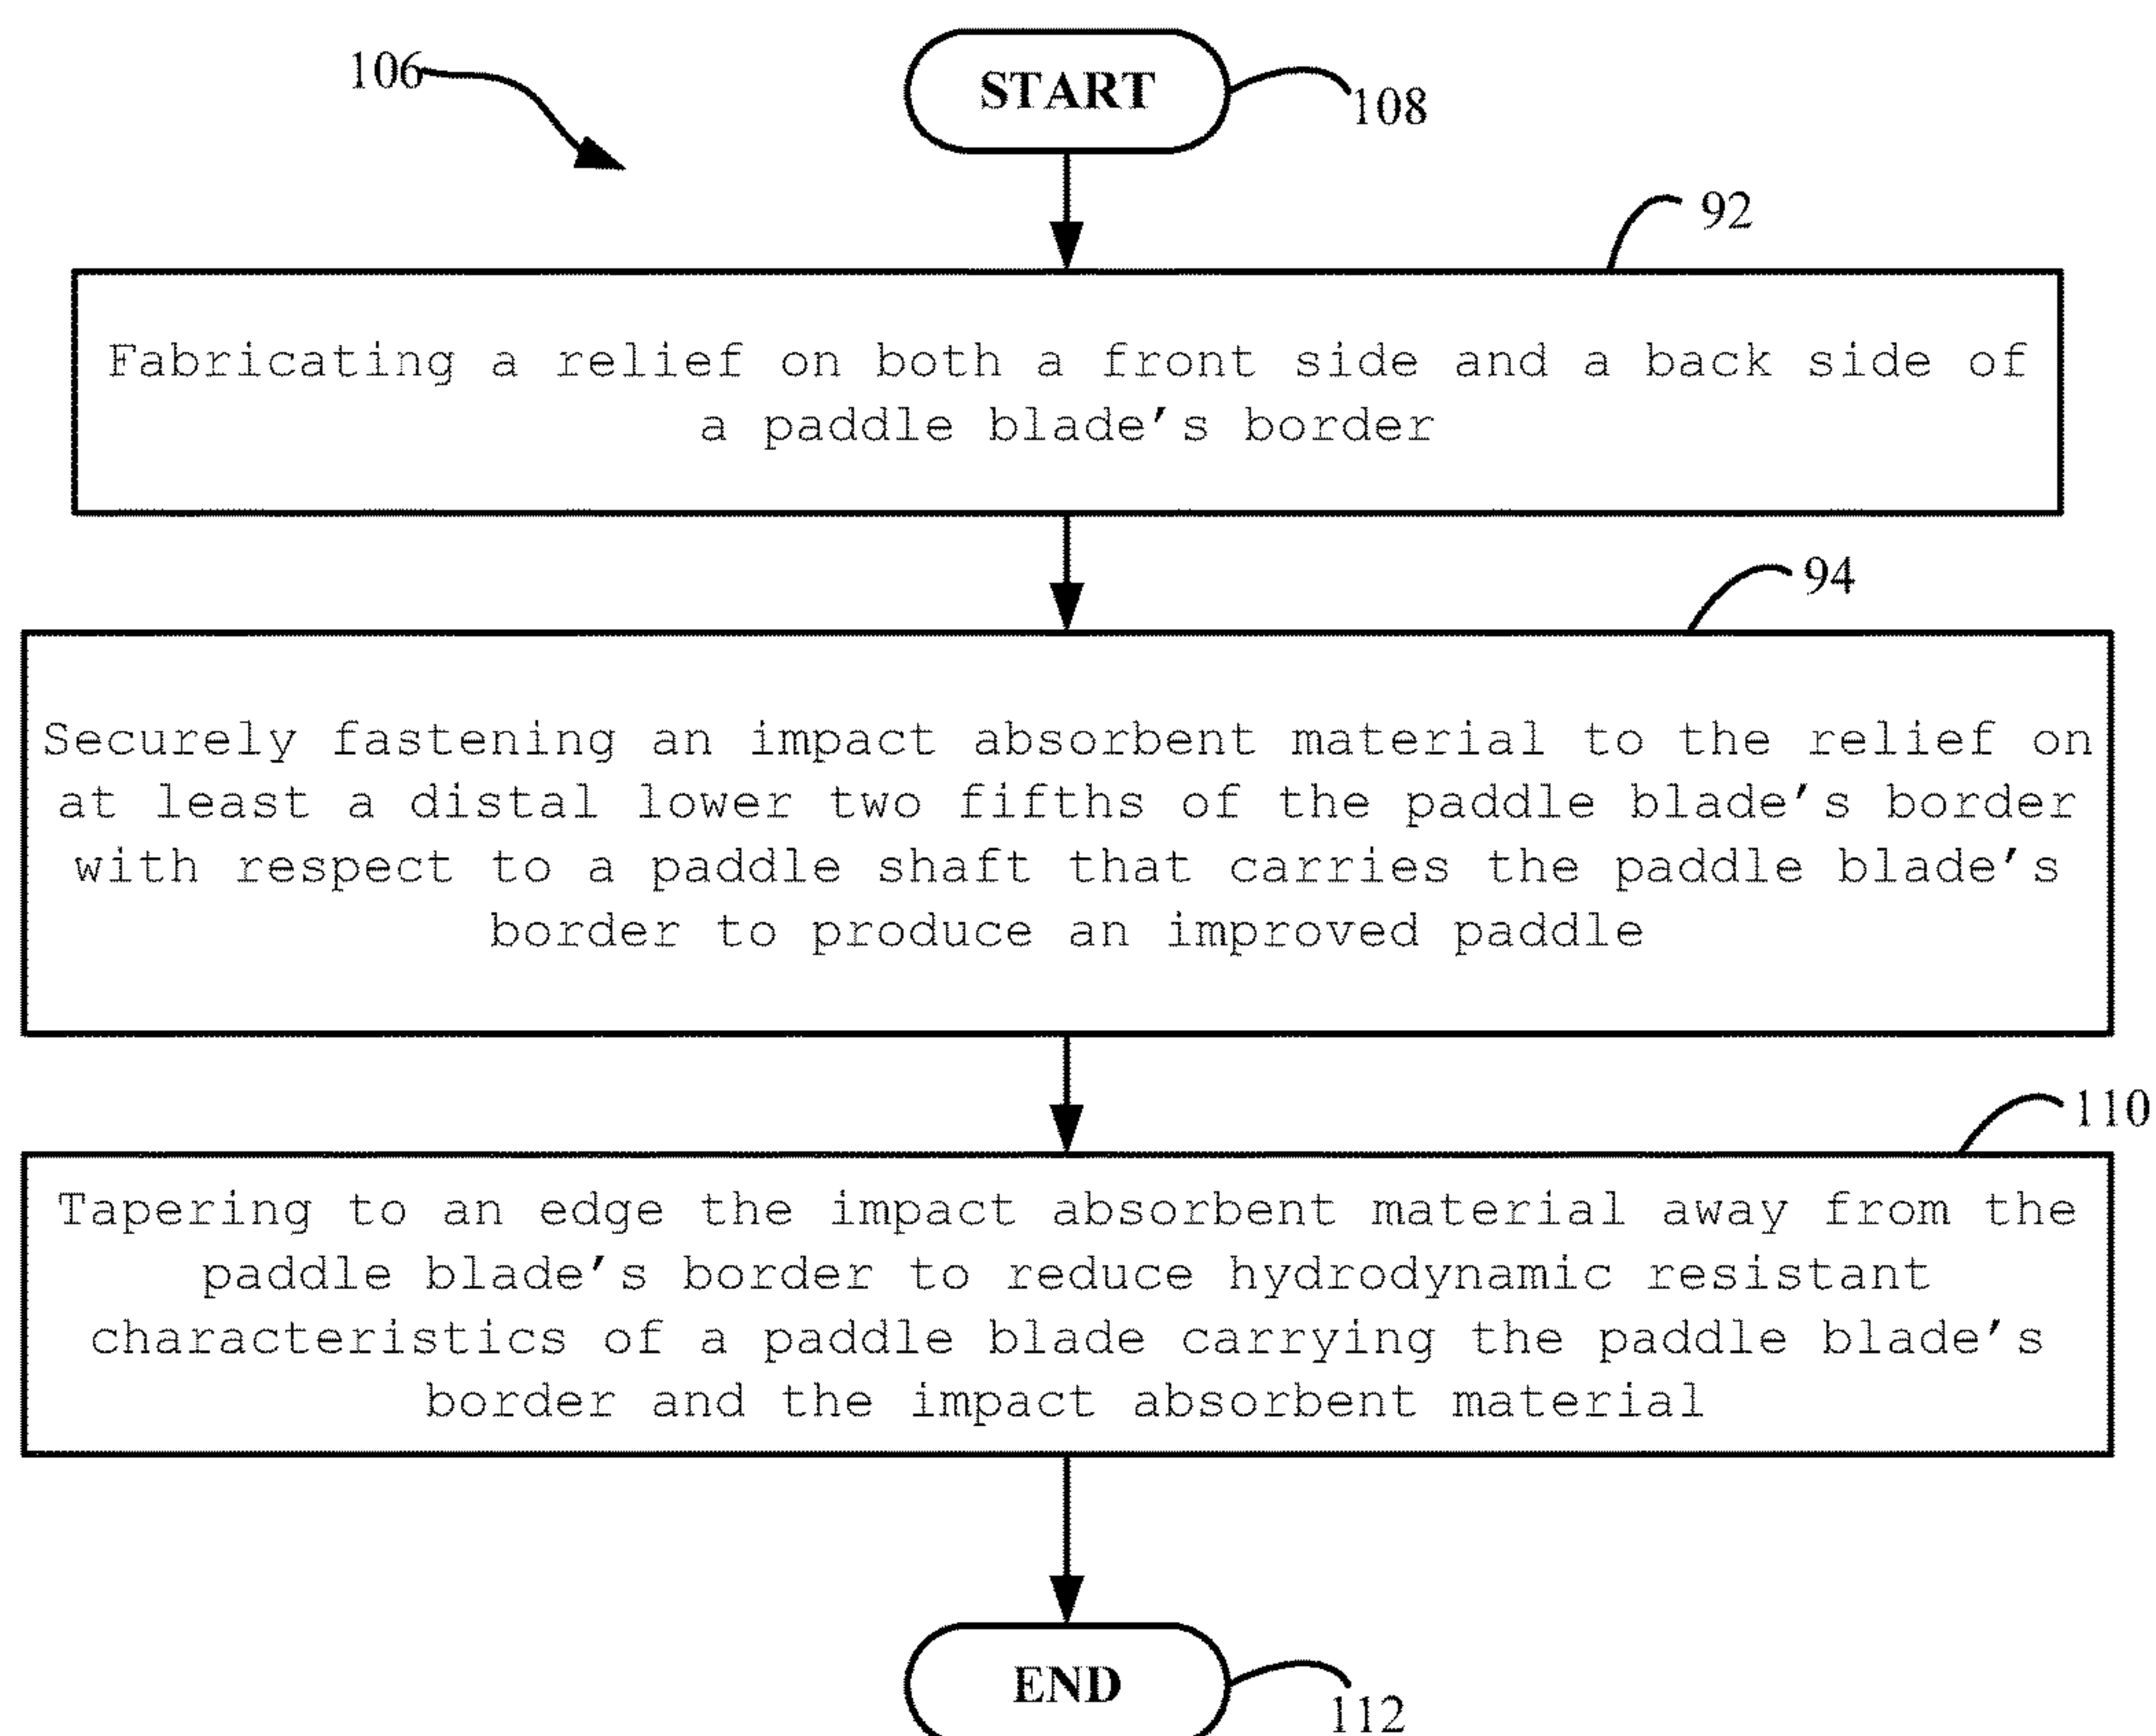 106
START
108
92
Fabricating a relief on both a front side and a back side of
a paddle blade's border
94
Securely fastening an impact absorbent material to the relief on
at least a distal lower two fifths of the paddle blade's border
with respect to a paddle shaft that carries the paddle blade's
border to produce an improved paddle
110
Tapering to an edge the impact absorbent material away from the
paddle blade's border to reduce hydrodynamic resistant
characteristics of a paddle blade carrying the paddle blade's
border and the impact absorbent material
END
112